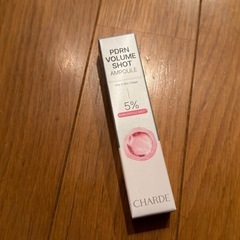 PDRN
VOLUME
SHOT
AMPOULE
5%
CHARDE